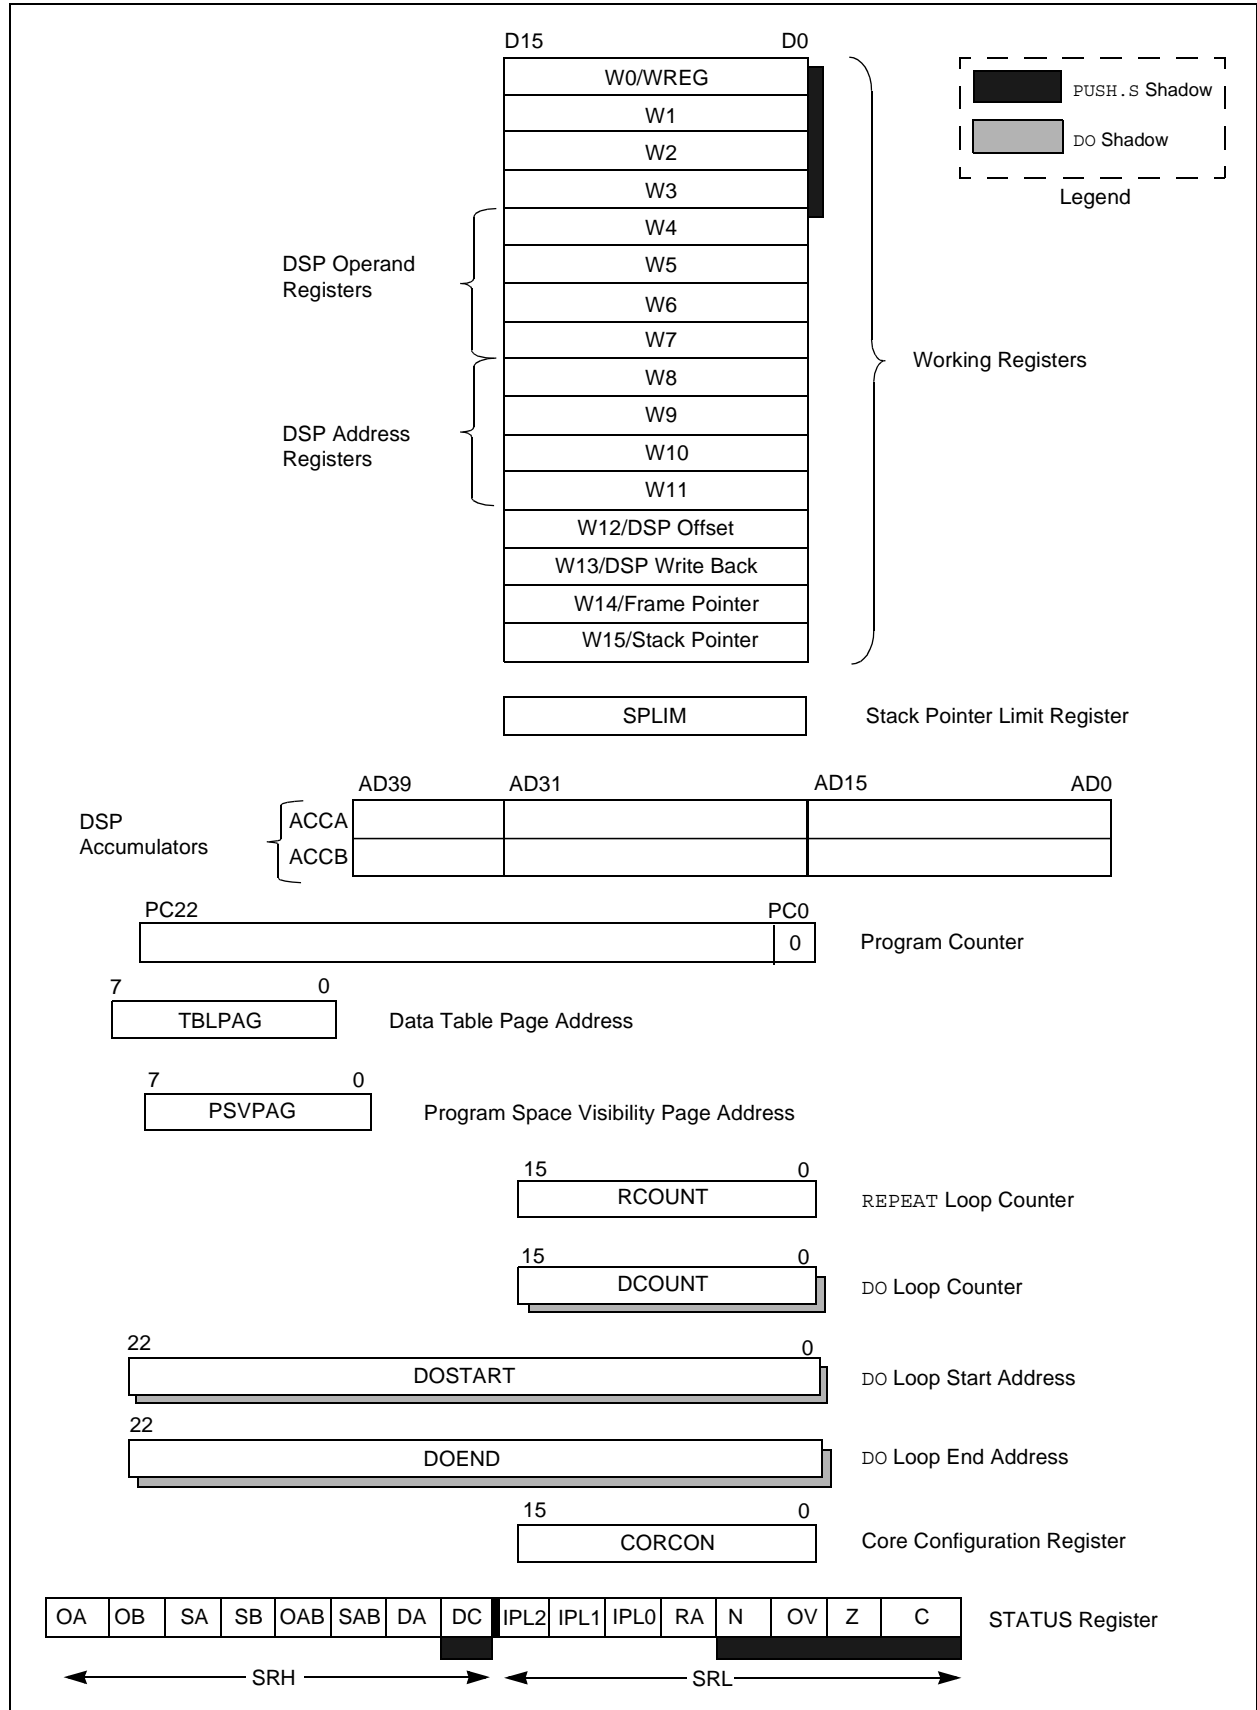 D15 D0
W0/WREG
W1
W2
W3
W4
W5
W6
W7
W8
W9
W10
W11
W12/DSP Offset
W13/DSP Write Back
W14/Frame Pointer
W15/Stack Pointer
PUSH.S Shadow
DO Shadow
Legend
DSP Operand
Registers
DSP Address
Registers
Working Registers
SPLIM
Stack Pointer Limit Register
AD39 AD31 AD15 AD0
DSP
Accumulators
ACCA
ACCB
PC22 PC0
0
Program Counter
7 0
TBLPAG
Data Table Page Address
7 0
PSVPAG
Program Space Visibility Page Address
15 0
RCOUNT
REPEAT Loop Counter
15 0
DCOUNT
DO Loop Counter
22 0
DOSTART
DO Loop Start Address
22
DOEND
DO Loop End Address
15 0
CORCON
Core Configuration Register
OA OB SA SB OAB SAB DA DC IPL2 IPL1 IPL0 RA N OV Z C
STATUS Register
SRH SRL